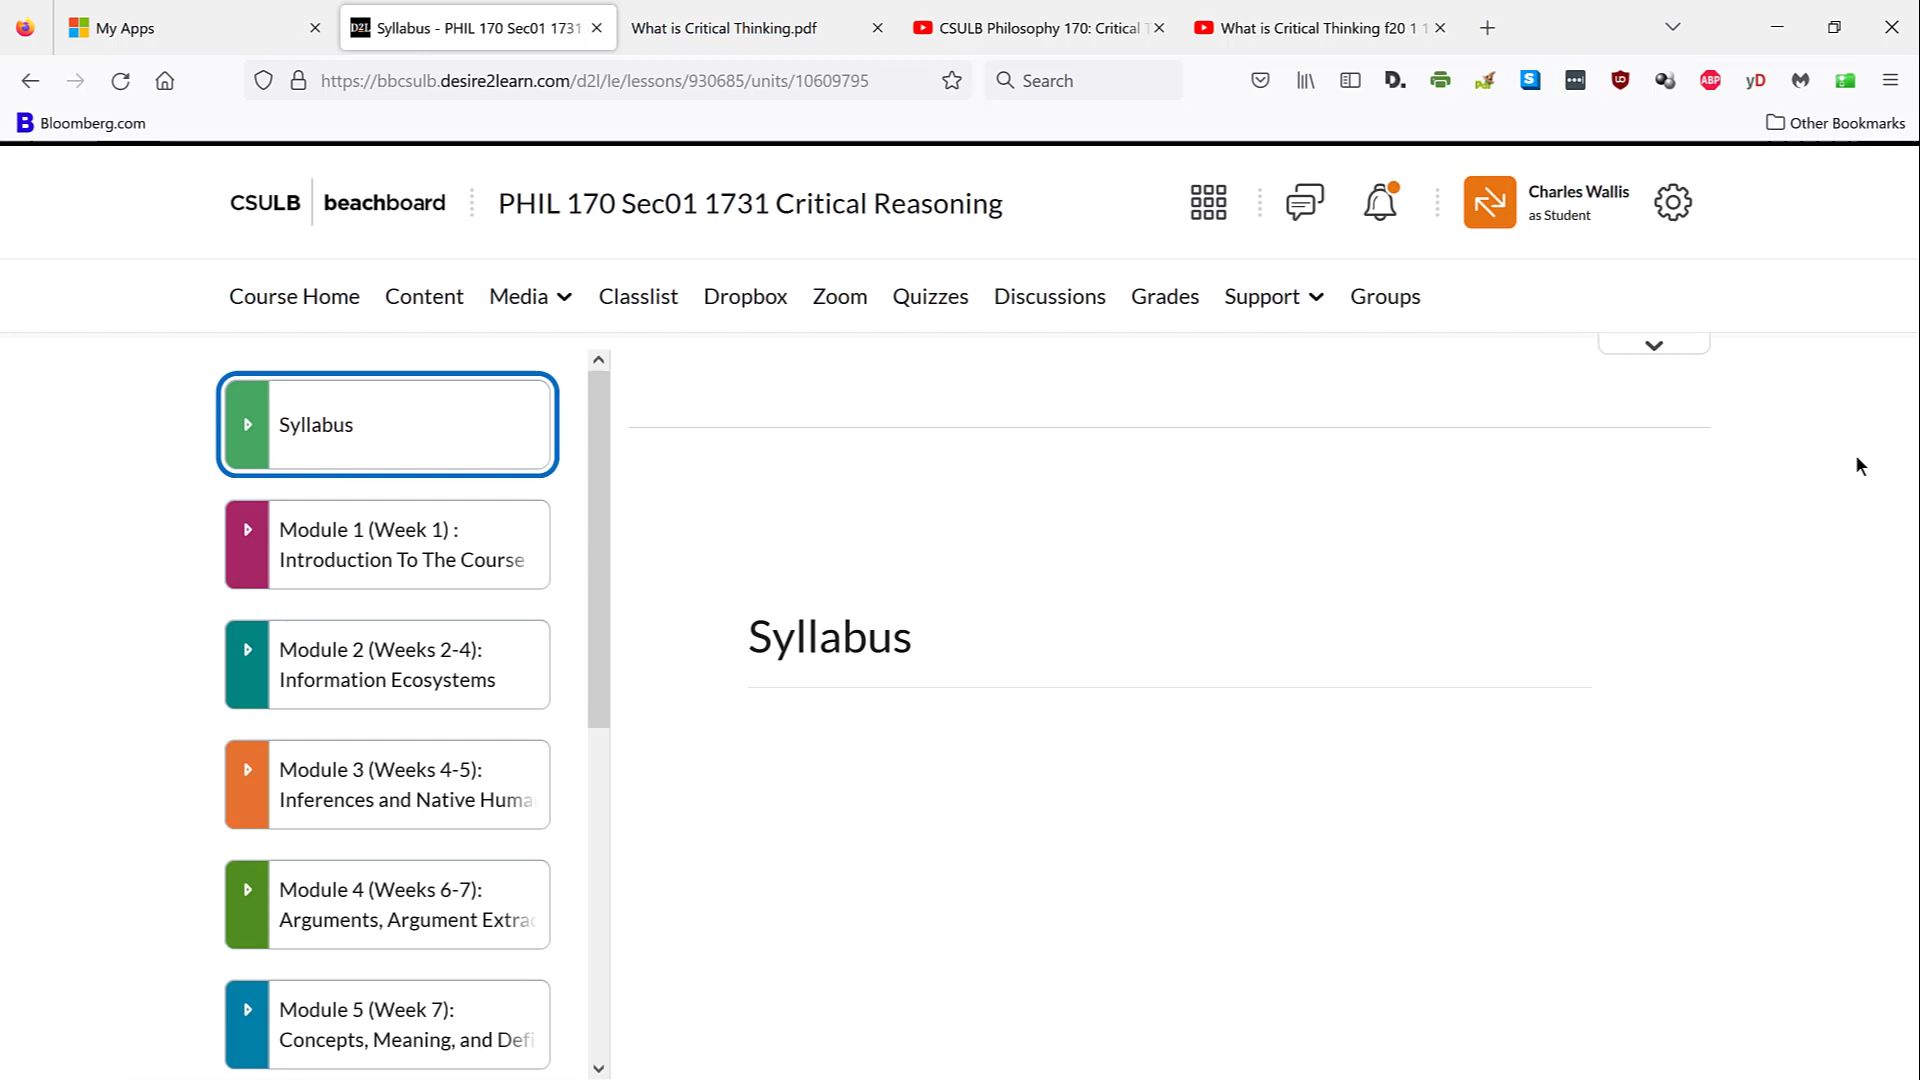 My Apps
Syllabus - PHIL 170 Sec01 1731
What is Critical Thinking.pdf
CSULB Philosophy 170: Critical T
What is Critical Thinking f20 1 1
https://bbcsulb.desire2learn.com/d2l/le/lessons/930685/units/10609795
Search
Bloomberg.com
Other Bookmarks
CSULB
beachboard
PHIL 170 Sec01 1731 Critical Reasoning
Charles Wallis
as Student
Course Home
Content
Media
Classlist
Dropbox
Zoom
Quizzes
Discussions
Grades
Support
Groups
Syllabus
Module 1 (Week 1) :
Introduction To The Course
Module 2 (Weeks 2-4):
Information Ecosystems
Module 3 (Weeks 4-5):
Inferences and Native Huma
Module 4 (Weeks 6-7):
Arguments, Argument Extrac
Module 5 (Week 7):
Concepts, Meaning, and Defi
Syllabus